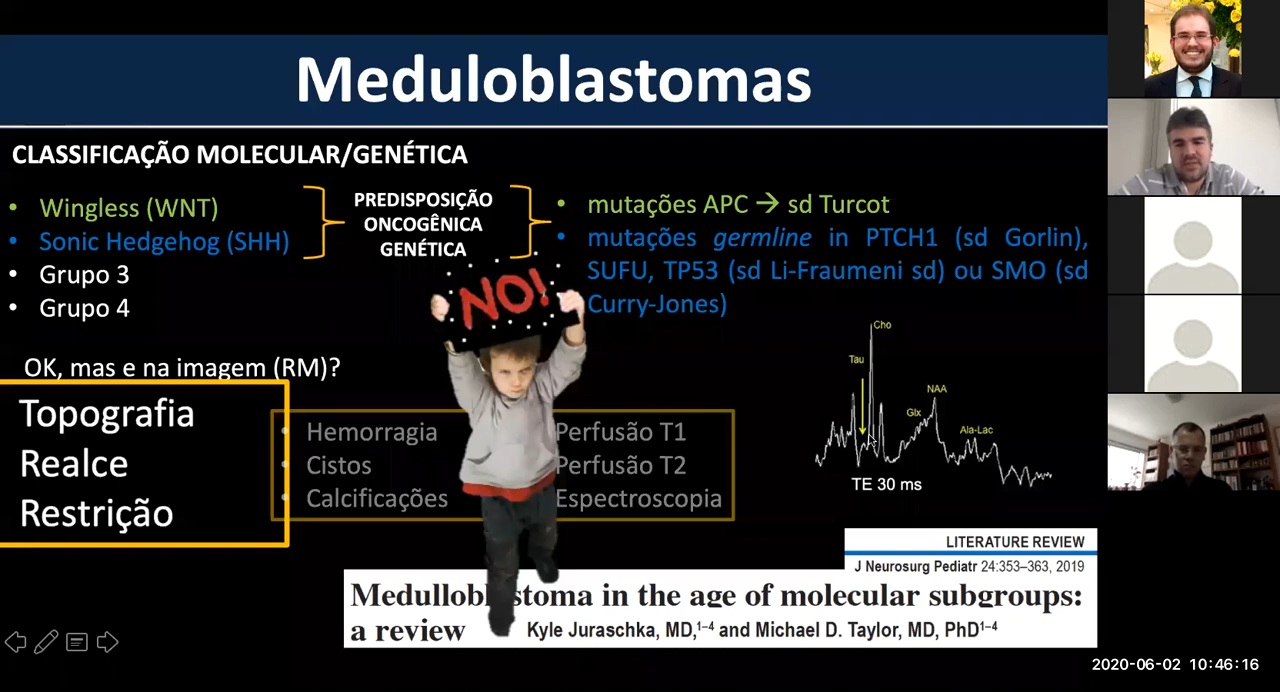 Meduloblastomas
CLASSIFICAÇÃO MOLECULAR/GENÉTICA
• Wingless (WNT)
• Sonic Hedgehog (SHH)
• Grupo 3
• Grupo 4
PREDISPOSIÇÃO
ONCOGÊNICA
GENÉTICA
• mutações APC → sd Turcot
• mutações germline in PTCH1 (sd Gorlin),
SUFU, TP53 (sd Li-Fraumeni sd) ou SMO (sd
Curry-Jones)
NO!
OK, mas e na imagem (RM)?
Topografia
Realce
Restrição
• Hemorragia
• Cistos
• Calcificações
Perfusão T1
Perfusão T2
Espectroscopia
Cho
Tau
NAA
Glx
Ala-Lac
TE 30 ms
LITERATURE REVIEW
J Neurosurg Pediatr 24:353–363, 2019
Medulloblastoma in the age of molecular subgroups:
a review
Kyle Juraschka, MD,1–4 and Michael D. Taylor, MD, PhD1–4
2020-06-02 10:46:16